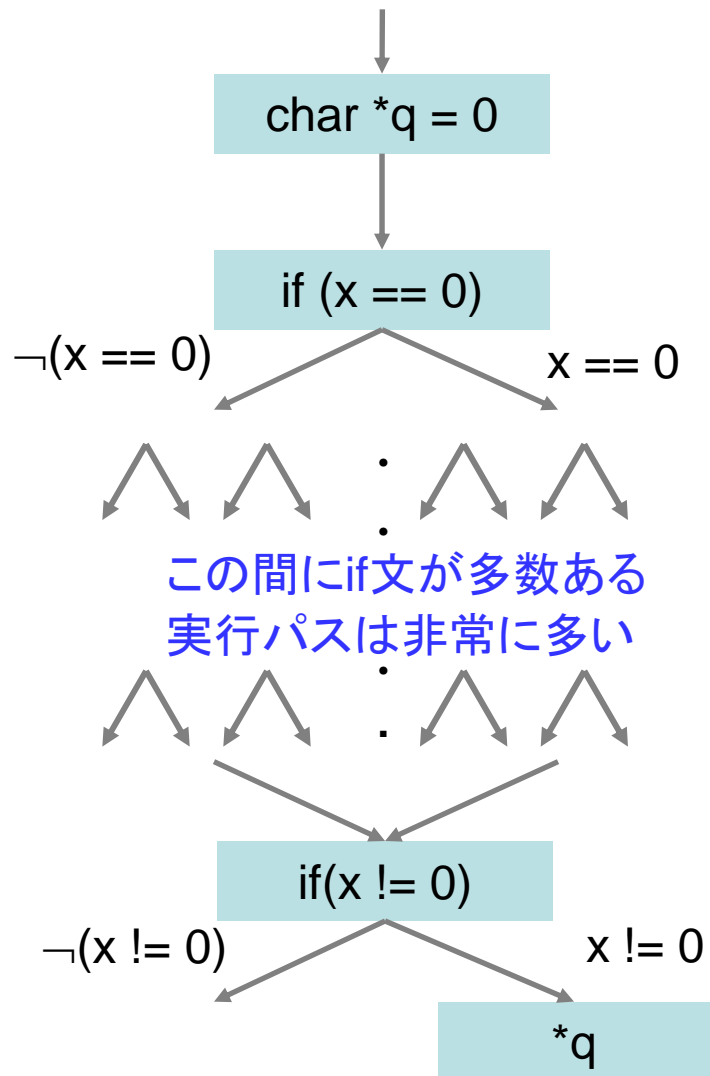 char *q = 0
if (x == 0)
¬(x == 0)
x == 0
.
.
この間にif文が多数ある
実行パスは非常に多い
.
.
if(x != 0)
¬(x != 0)
x != 0
*q